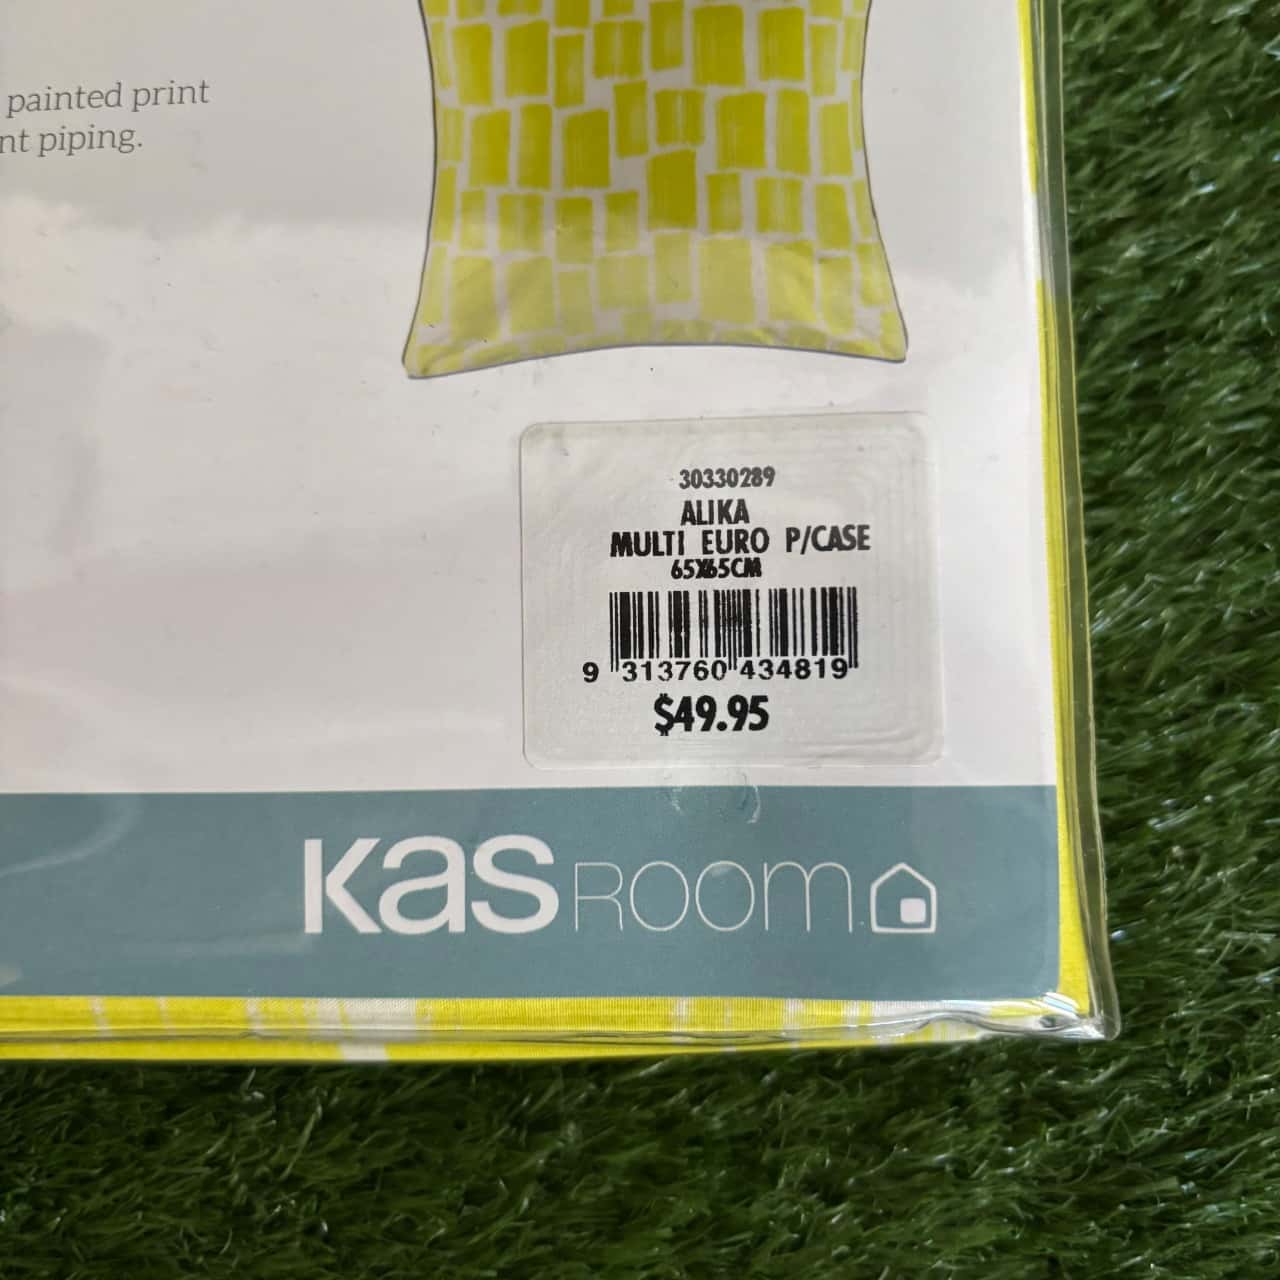 painted print
nt piping.
30330289
ALIKA
MULTI EURO P/CASE
65X65CM
9 313760 434819
$49.95
kas ROOM